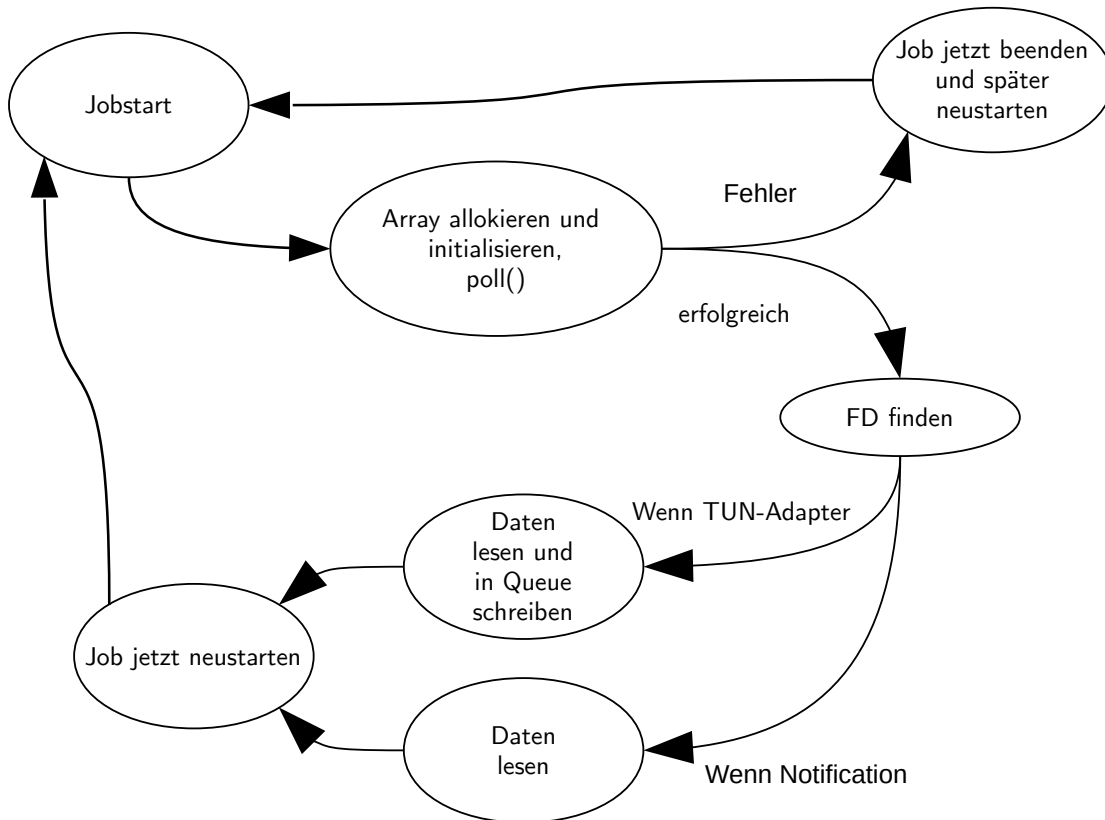 Jobstart
Job jetzt beenden
und später
neustarten
Array allokieren und
initialisieren,
poll()
Fehler
erfolgreich
FD finden
Wenn TUN-Adapter
Daten
lesen und
in Queue
schreiben
Job jetzt neustarten
Daten
lesen
Wenn Notification